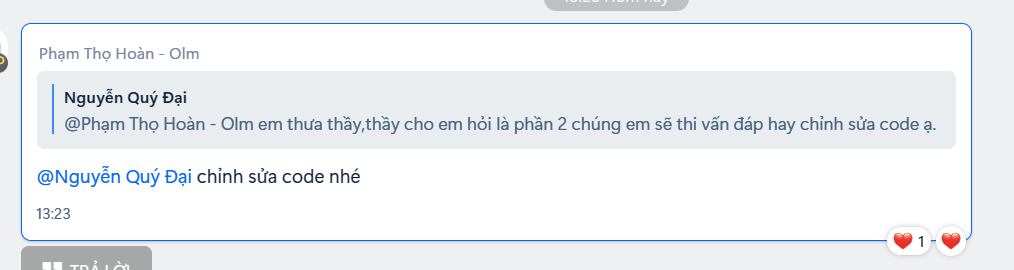 Phạm Thọ Hoàn - Olm
Nguyễn Quý Đại
@Phạm Thọ Hoàn - Olm em thưa thầy,thầy cho em hỏi là phần 2 chúng em sẽ thi vấn đáp hay chỉnh sửa code ạ.
@Nguyễn Quý Đại chỉnh sửa code nhé
13:23
1
TRẢ LỜI